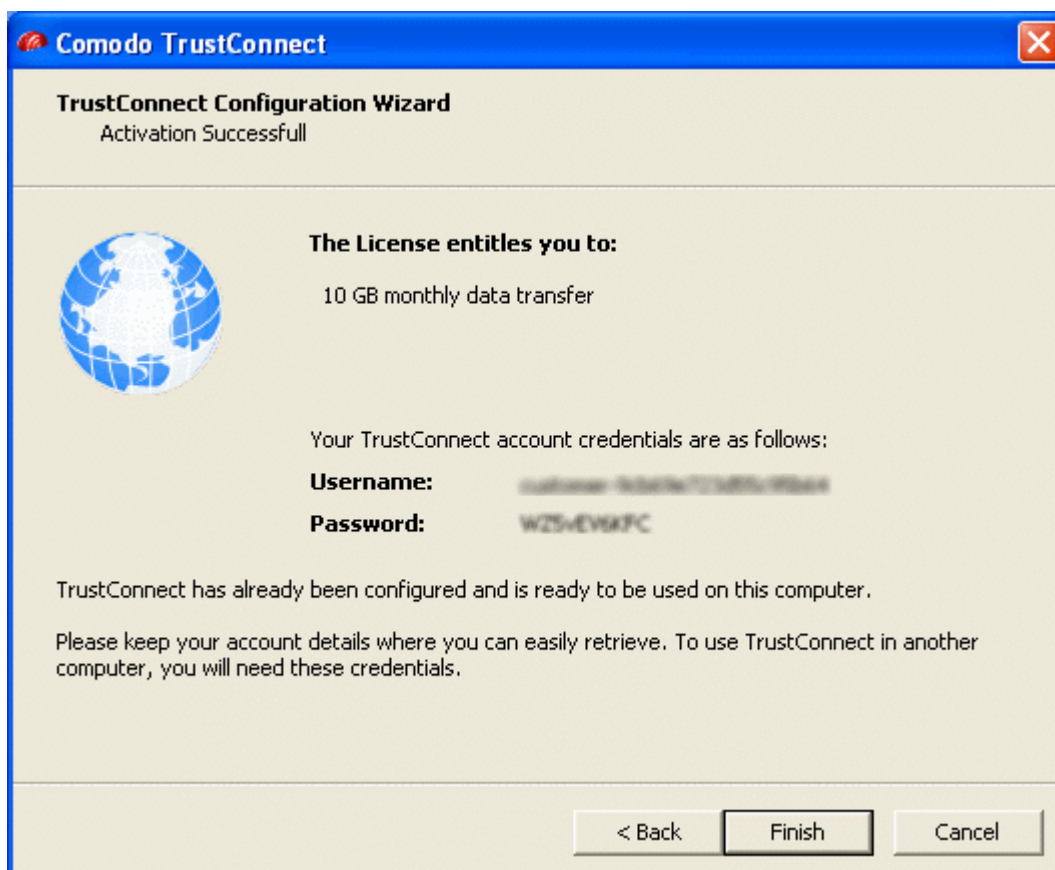 Comodo TrustConnect
TrustConnect Configuration Wizard
Activation Successfull
The License entitles you to:
10 GB monthly data transfer
Your TrustConnect account credentials are as follows:
Username:
Password:
TrustConnect has already been configured and is ready to be used on this computer.
Please keep your account details where you can easily retrieve. To use TrustConnect in another
computer, you will need these credentials.
< Back Finish Cancel